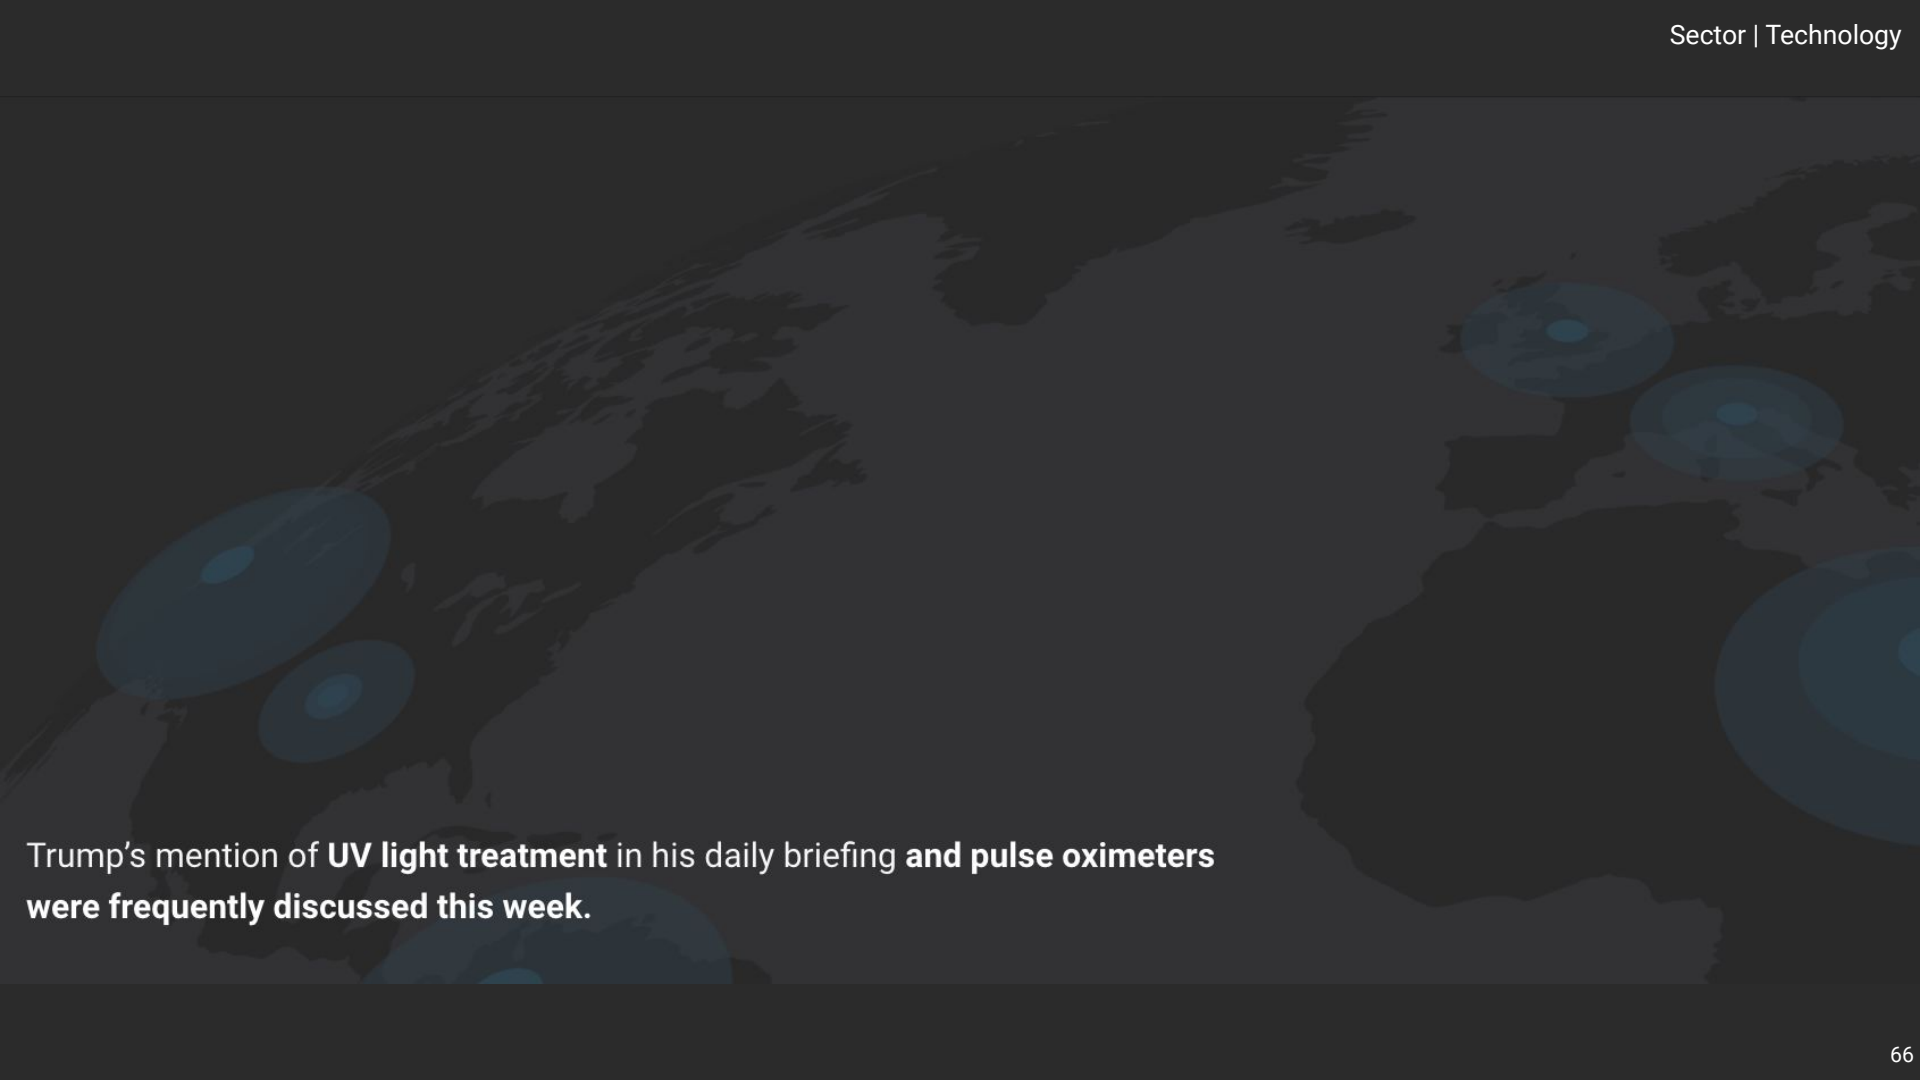 Sector | Technology
Trump’s mention of UV light treatment in his daily briefing and pulse oximeters
were frequently discussed this week.
66